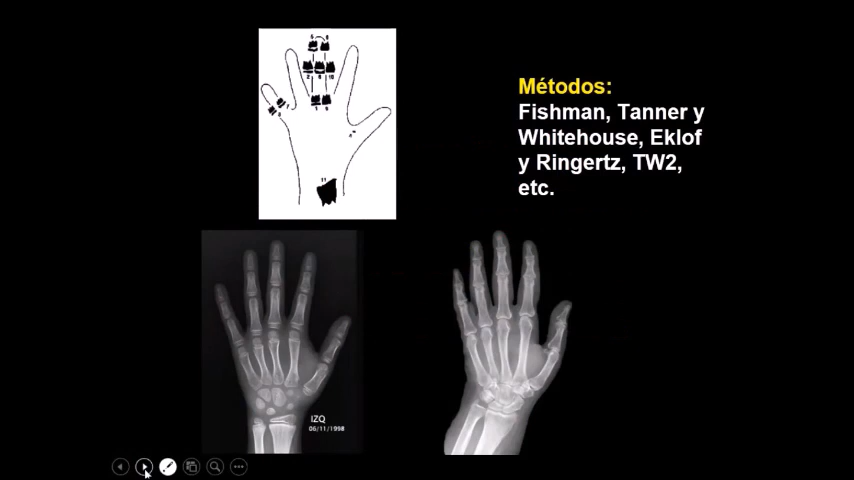 Métodos:
Fishman, Tanner y
Whitehouse, Eklof
y Ringertz, TW2,
etc.
IZQ
06/11/1998